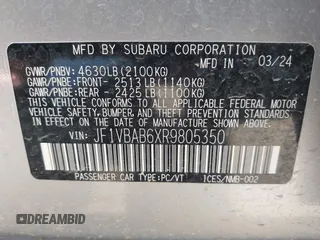 MFD. BY SUBARU CORPORATION 03/24
GVWR/PNBV: 4630LB(2100KG)
GAWR/PNBE: FRONT- 2513LB(1140KG)
GAWR/PNBE: REAR - 2425LB(1100KG)
THIS VEHICLE CONFORMS TO ALL APPLICABLE FEDERAL MOTOR
VEHICLE SAFETY, BUMPER, AND THEFT PREVENTION STANDARDS
IN EFFECT ON THE DATE OF MANUFACTURE SHOWN ABOVE.
VIN: JF1VBAB6XR9805350
PASSENGER CAR TYPE:PC/VT ICES/NMB-002
DREAMBID